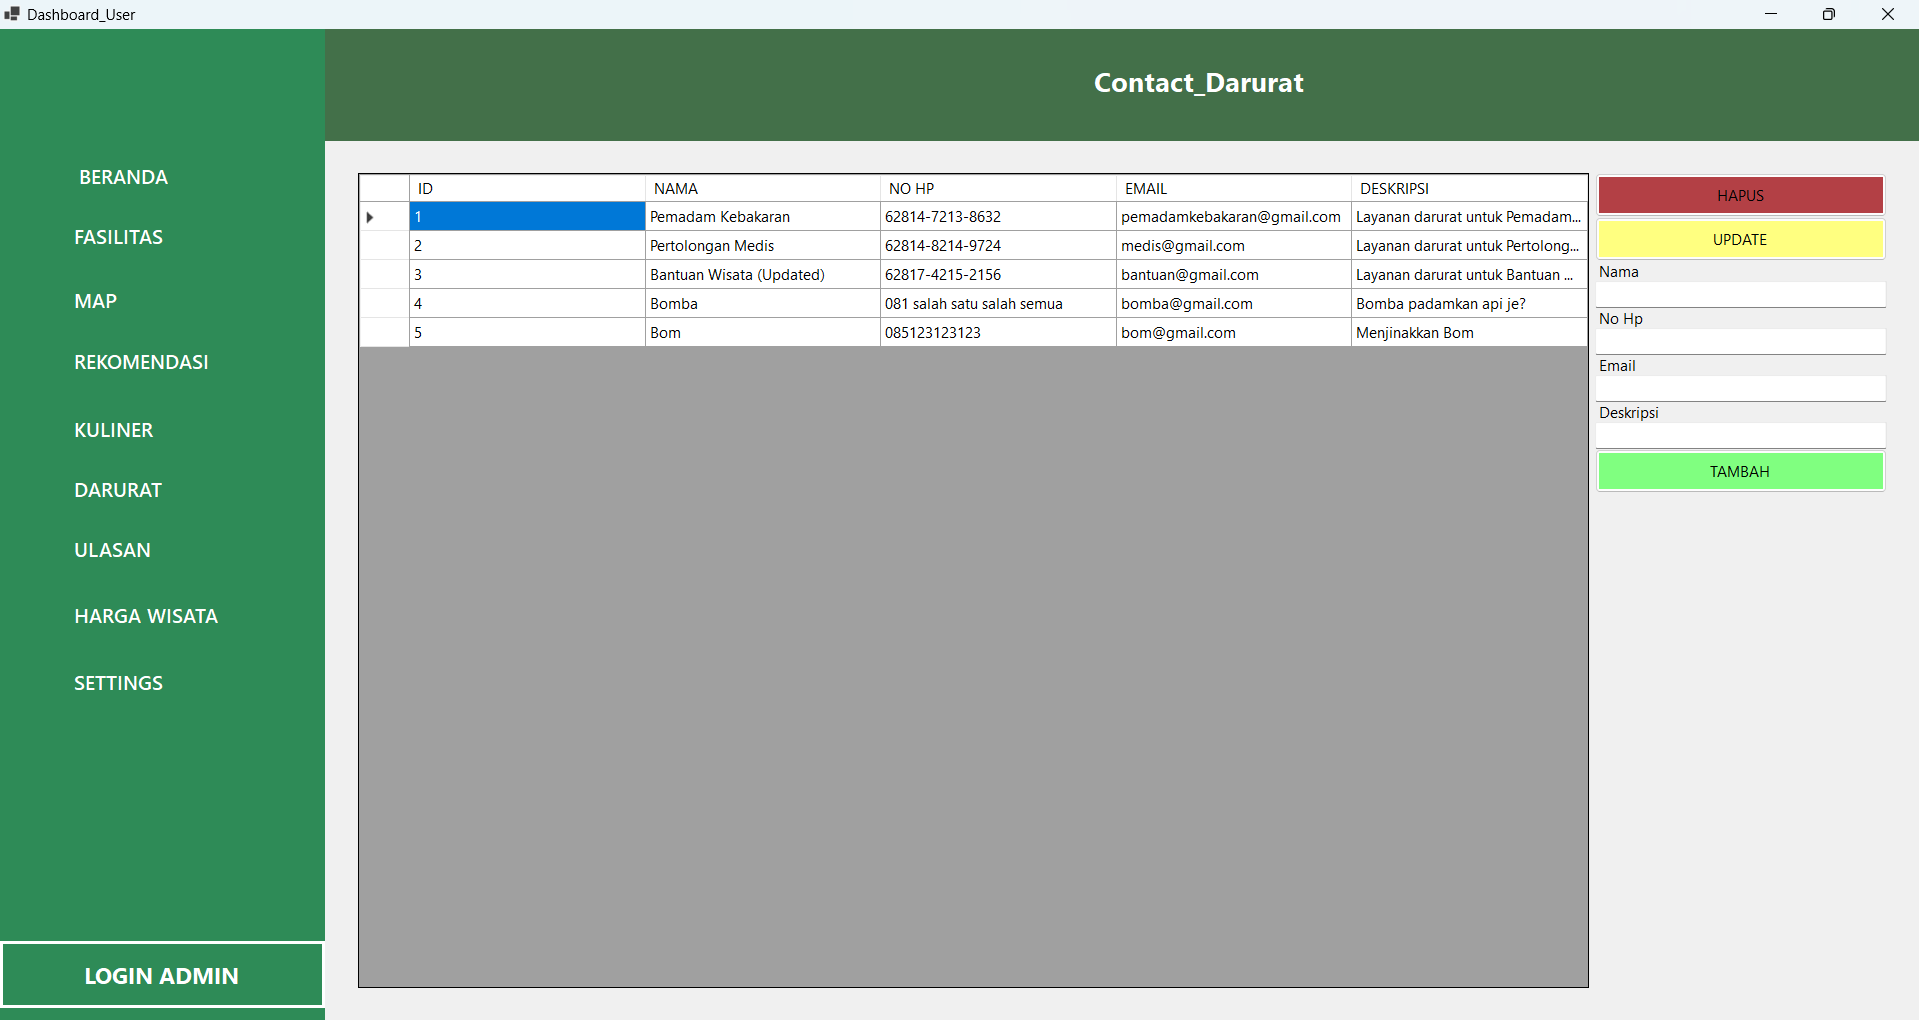 Dashboard_User
Contact_Darurat
BERANDA
FASILITAS
MAP
REKOMENDASI
KULINER
DARURAT
ULASAN
HARGA WISATA
SETTINGS
LOGIN ADMIN
ID NAMA NO HP EMAIL DESKRIPSI
1 Pemadam Kebakaran 62814-7213-8632 pemadamkebakaran@gmail.com Layanan darurat untuk Pemadam...
2 Pertolongan Medis 62814-8214-9724 medis@gmail.com Layanan darurat untuk Pertolong...
3 Bantuan Wisata (Updated) 62817-4215-2156 bantuan@gmail.com Layanan darurat untuk Bantuan ...
4 Bomba 081 salah satu salah semua bomba@gmail.com Bomba padamkan api je?
5 Bom 085123123123 bom@gmail.com Menjinakkan Bom
HAPUS
UPDATE
Nama
No Hp
Email
Deskripsi
TAMBAH